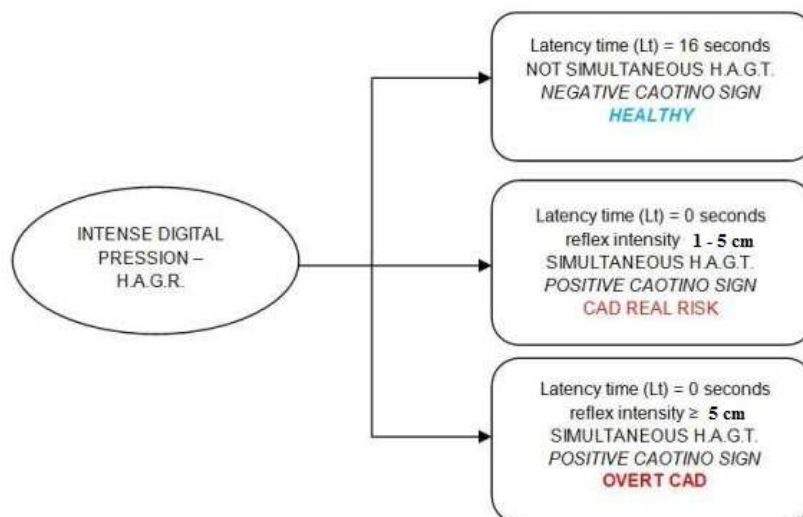 Latency time (Lt) = 16 seconds
NOT SIMULTANEOUS H.A.G.T.
NEGATIVE CAOTINO SIGN
HEALTHY
INTENSE DIGITAL
PRESSION –
H.A.G.R.
Latency time (Lt) = 0 seconds
reflex intensity 1 - 5 cm
SIMULTANEOUS H.A.G.T.
POSITIVE CAOTINO SIGN
CAD REAL RISK
Latency time (Lt) = 0 seconds
reflex intensity ≥ 5 cm
SIMULTANEOUS H.A.G.T.
POSITIVE CAOTINO SIGN
OVERT CAD